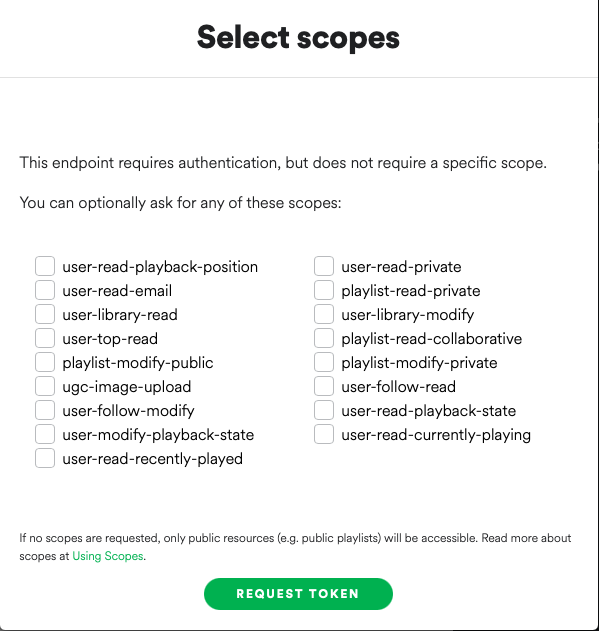 Select scopes
This endpoint requires authentication, but does not require a specific scope.
You can optionally ask for any of these scopes:
user-read-playback-position
user-read-email
user-library-read
user-top-read
playlist-modify-public
ugc-image-upload
user-follow-modify
user-modify-playback-state
user-read-recently-played
user-read-private
playlist-read-private
user-library-modify
playlist-read-collaborative
playlist-modify-private
user-follow-read
user-read-playback-state
user-read-currently-playing
If no scopes are requested, only public resources (e.g. public playlists) will be accessible. Read more about
scopes at Using Scopes.
REQUEST TOKEN